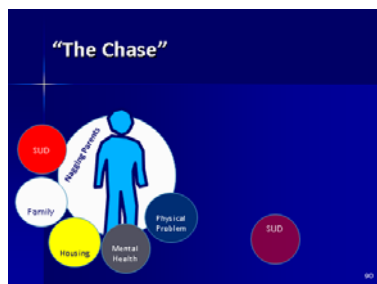 “The Chase”
Nagging Parents
SUD
Family
Housing
Mental
Health
Physical
Problem
SUD
90